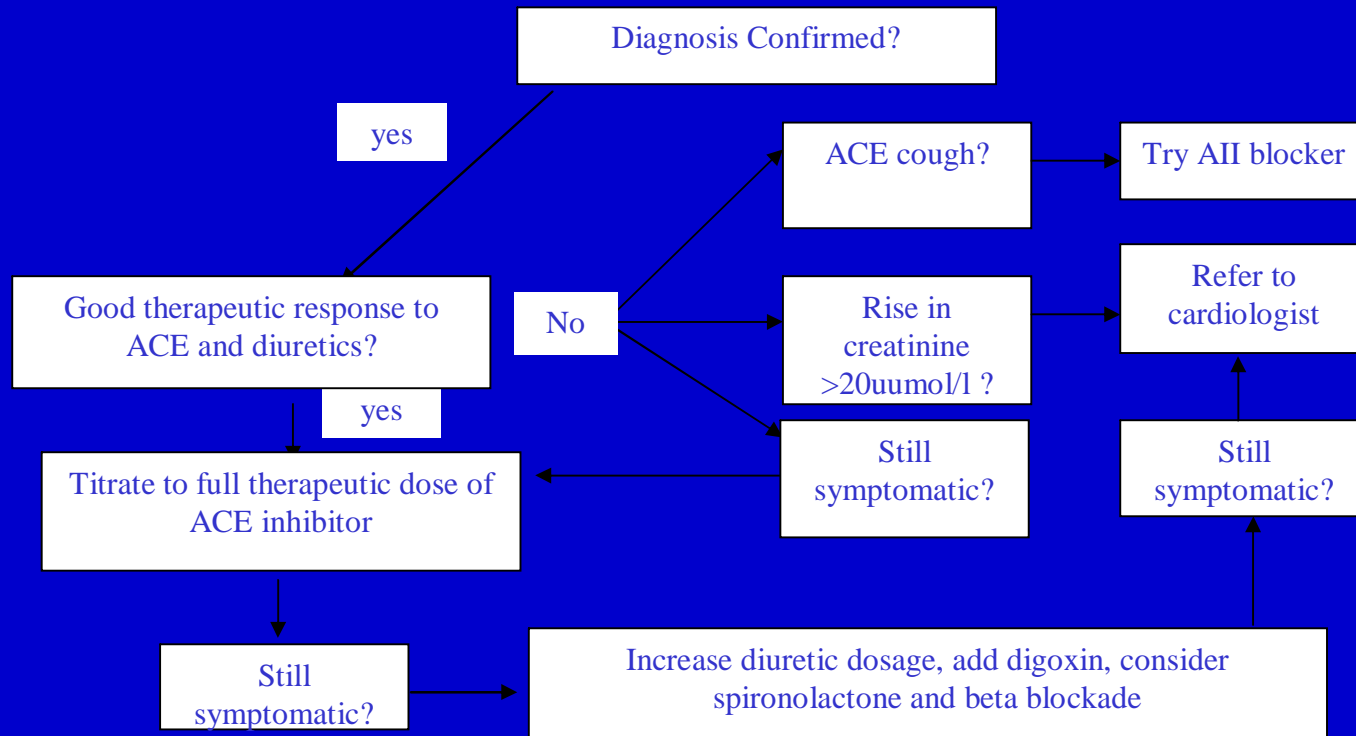 Diagnosis Confirmed?
yes
ACE cough?
Try AII blocker
Good therapeutic response to
ACE and diuretics?
No
Rise in
creatinine
>20uumol/l ?
Refer to
cardiologist
yes
Titrate to full therapeutic dose of
ACE inhibitor
Still
symptomatic?
Still
symptomatic?
Still
symptomatic?
Increase diuretic dosage, add digoxin, consider
spironolactone and beta blockade